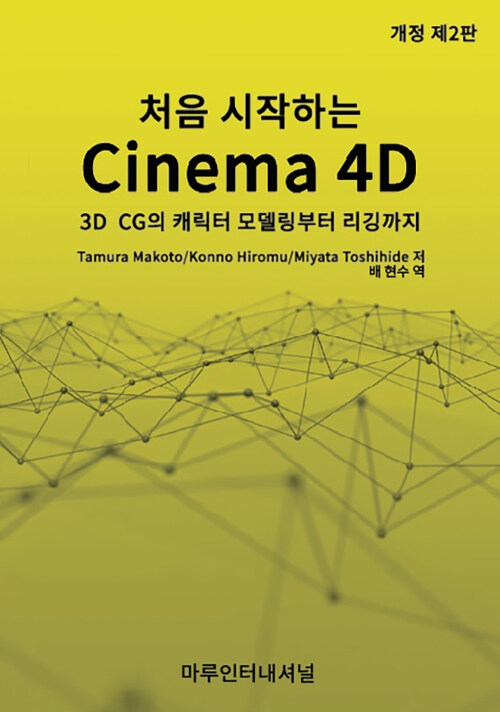 개정 제2판
처음 시작하는
Cinema 4D
3D CG의 캐릭터 모델링부터 리깅까지
Tamura Makoto/Konno Hiromu/Miyata Toshihide 저
배 현수 역
마루인터내셔널